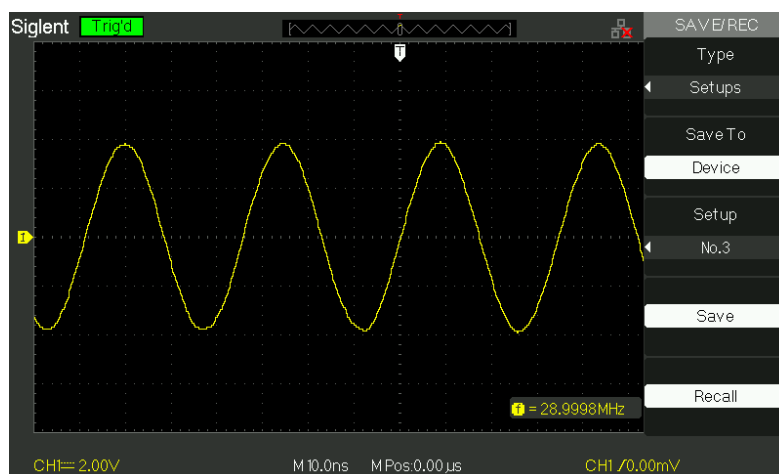 Siglent Trig'd
T
1
f = 28.9998MHz
CH1 2.00V M 10.0ns M Pos:0.00µs CH1 0.00mV
SAVE/REC
Type
Setups
Save To
Device
Setup
No.3
Save
Recall